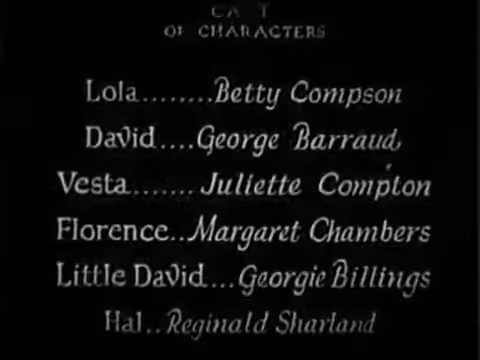 CAST
OF CHARACTERS
Lola........Betty Compson
David....George Barraud
Vesta.......Juliette Compton
Florence..Margaret Chambers
Little David...Georgie Billings
Hal..Reginald Sharland